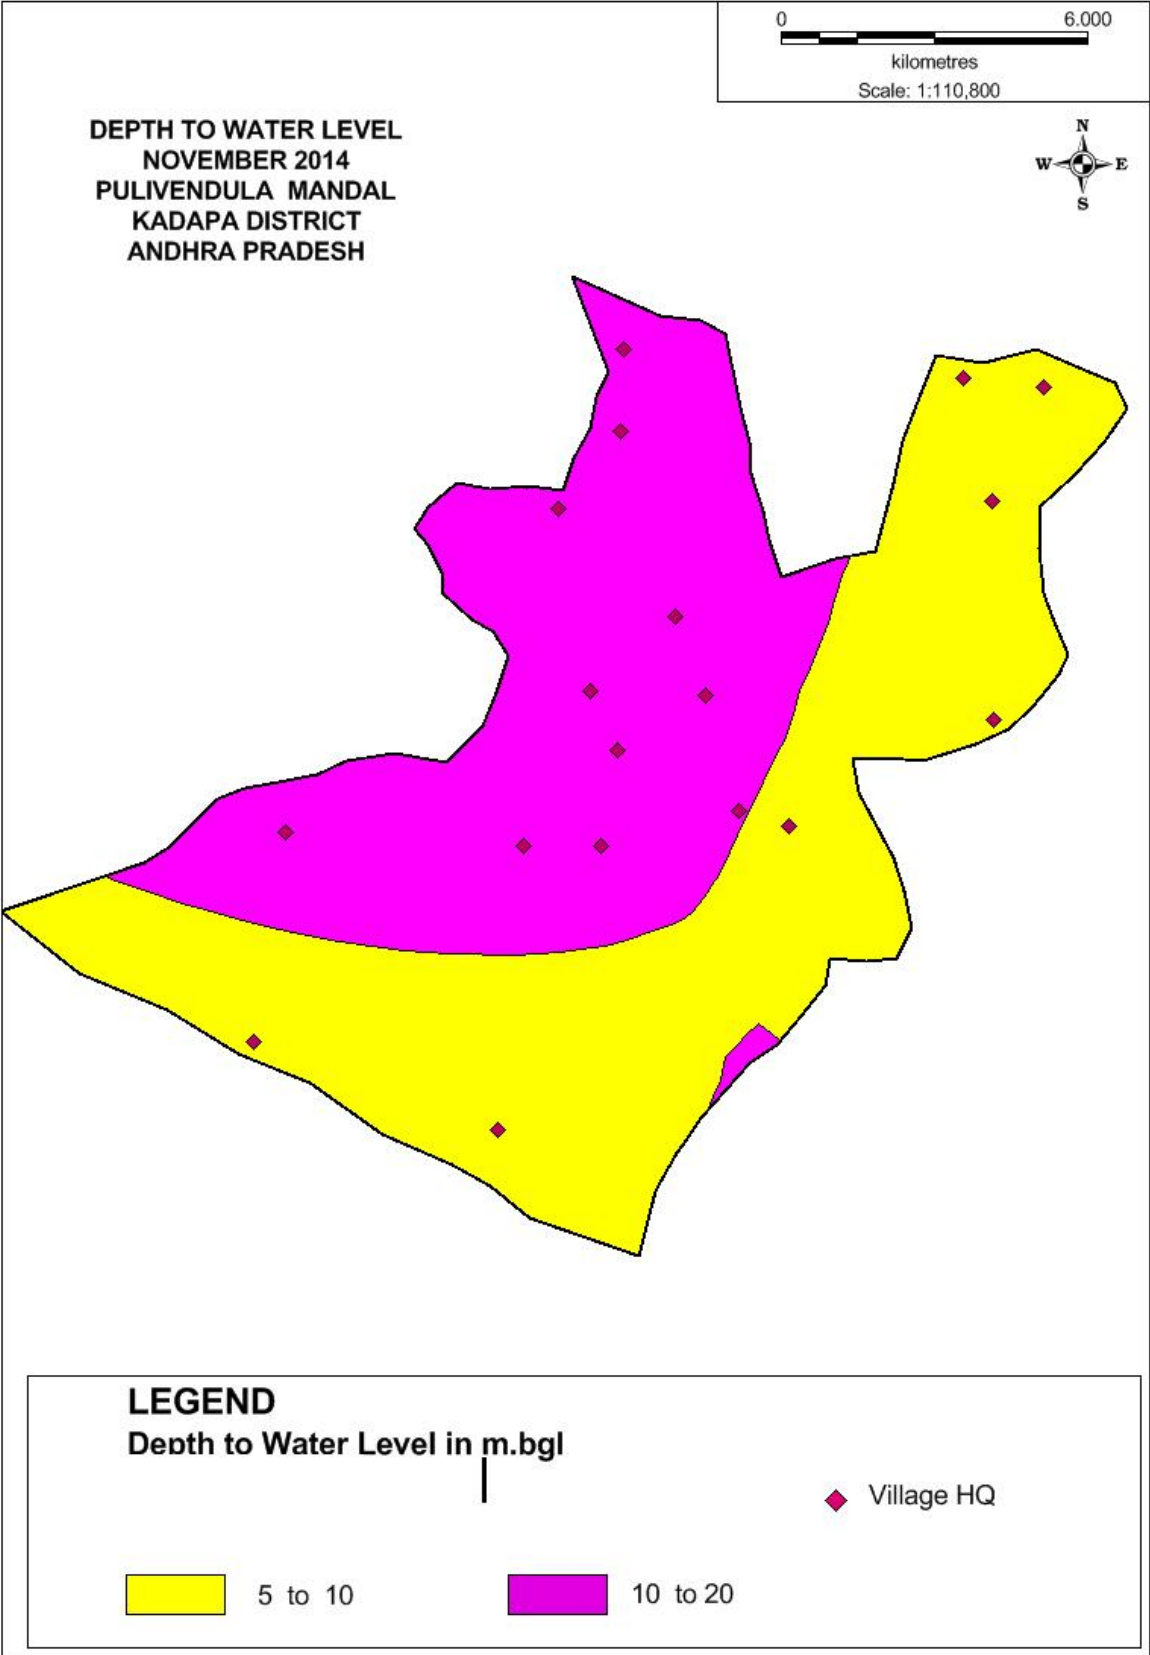 0 6.000
kilometres
Scale: 1:110,800
DEPTH TO WATER LEVEL
NOVEMBER 2014
PULIVENDULA MANDAL
KADAPA DISTRICT
ANDHRA PRADESH
N
W E
S
LEGEND
Depth to Water Level in m.bgl
Village HQ
5 to 10 10 to 20